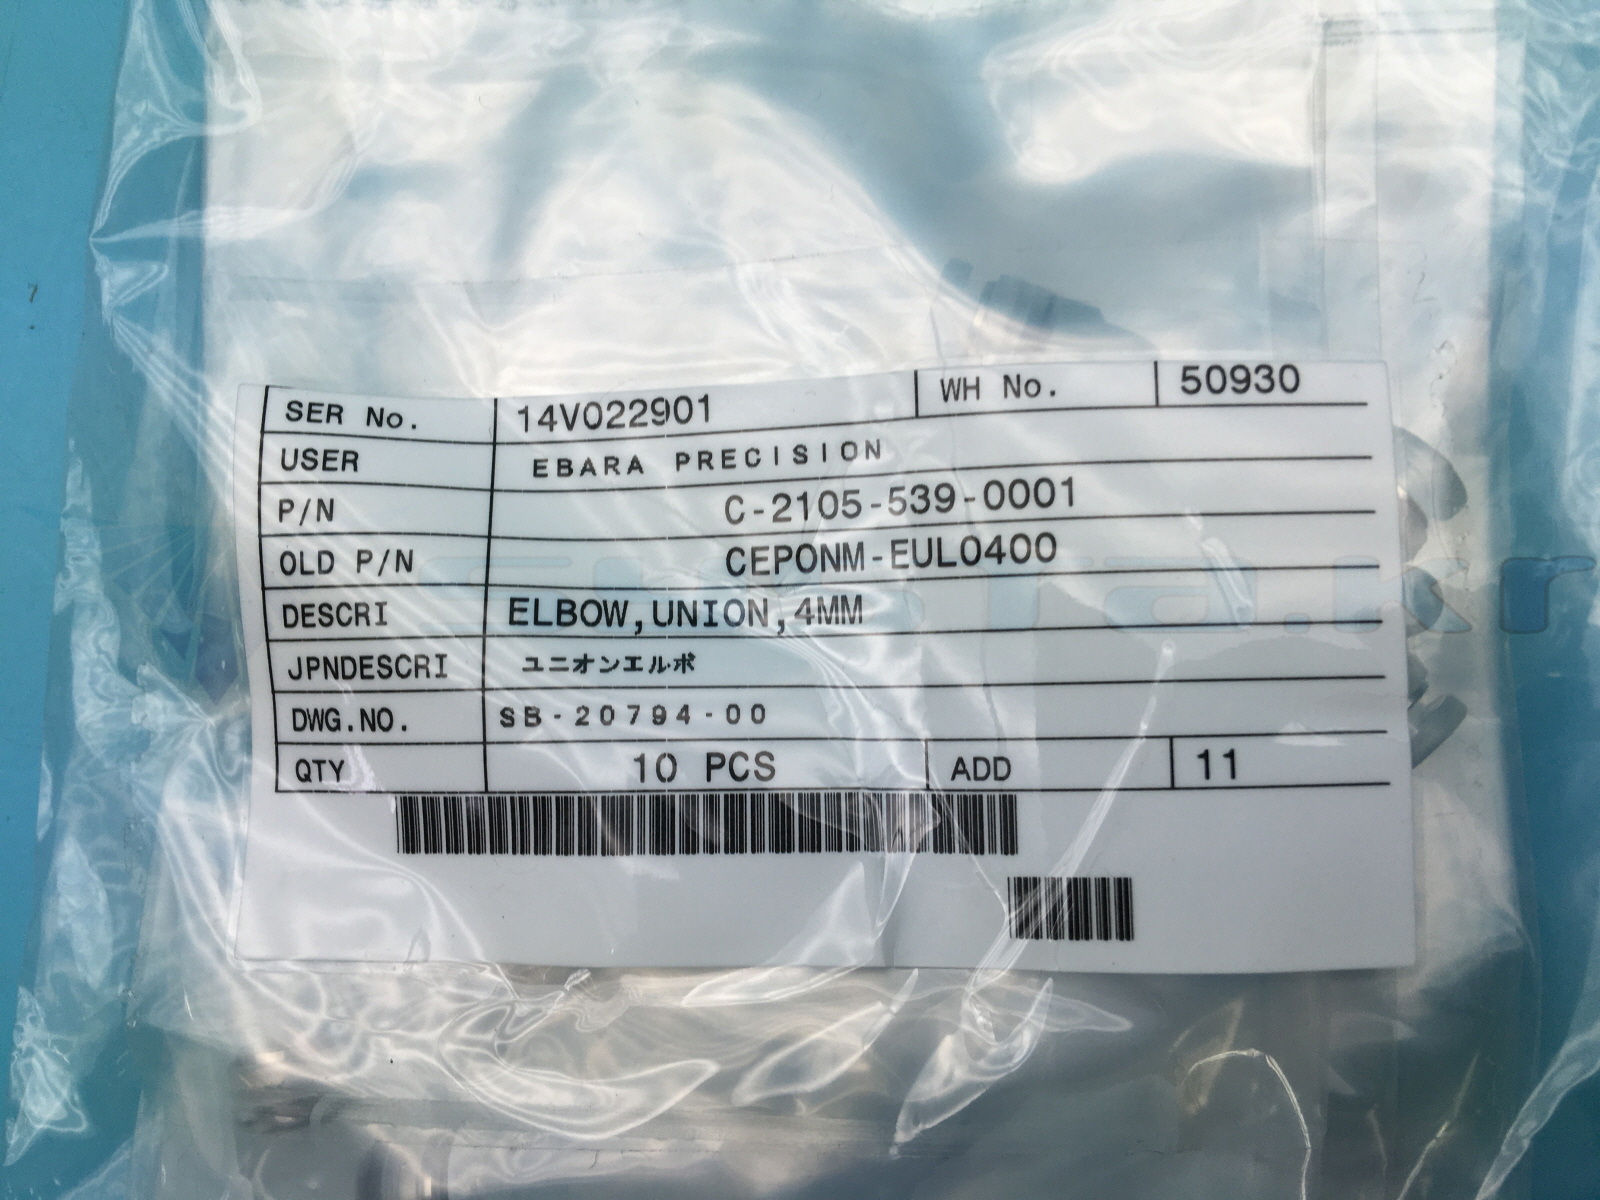 SER No. 14V022901 WH No. 50930
USER EBARA PRECISION
P/N C-2105-539-0001
OLD P/N CEPONM-EUL0400
DESCRI ELBOW,UNION,4MM
JPNDESCRI ユニオンエルボ
DWG.NO. SB-20794-00
QTY 10 PCS ADD 11